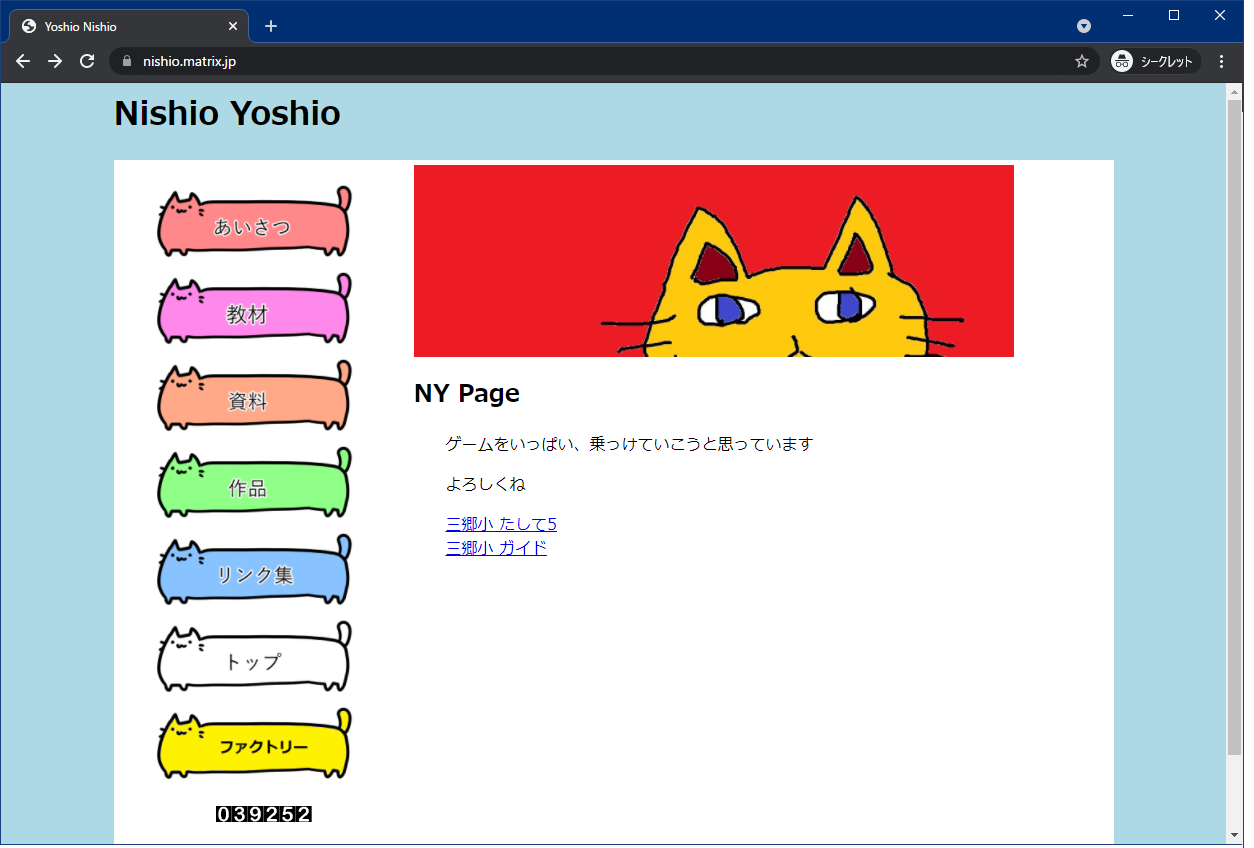 Yoshio Nishio
nishio.matrix.jp
シークレット
Nishio Yoshio
あいさつ
教材
資料
作品
リンク集
トップ
ファクトリー
039252
NY Page
ゲームをいっぱい、乗っけていこうと思っています
よろしくね
三郷小 たして5
三郷小 ガイド